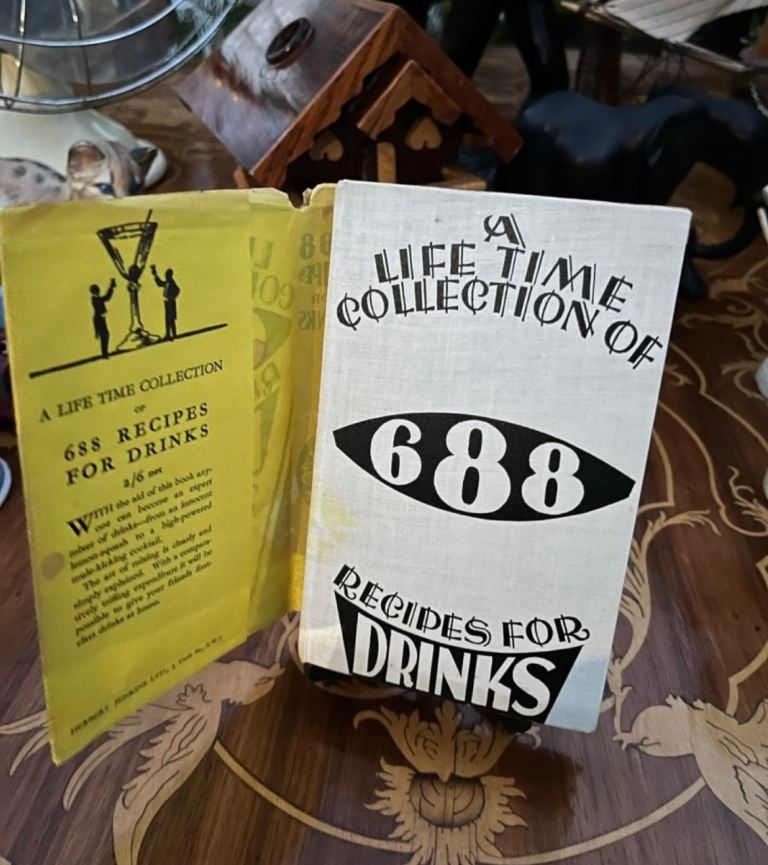 A LIFE TIME COLLECTION
OF
688 RECIPES
FOR DRINKS
2/6 net
WITH the aid of this book any-
one can become an expert
mixer of drinks—from an innocent
lemon-squash to a high-powered
mule-kicking cocktail.
The art of mixing is clearly and
simply explained. With a compara-
tively trifling expenditure it will be
possible to give your friends first-
class drinks at home.
HERBERT JENKINS LTD., 3 York St., S.W.1
A
LIFE TIME
COLLECTION OF
688
RECIPES FOR
DRINKS